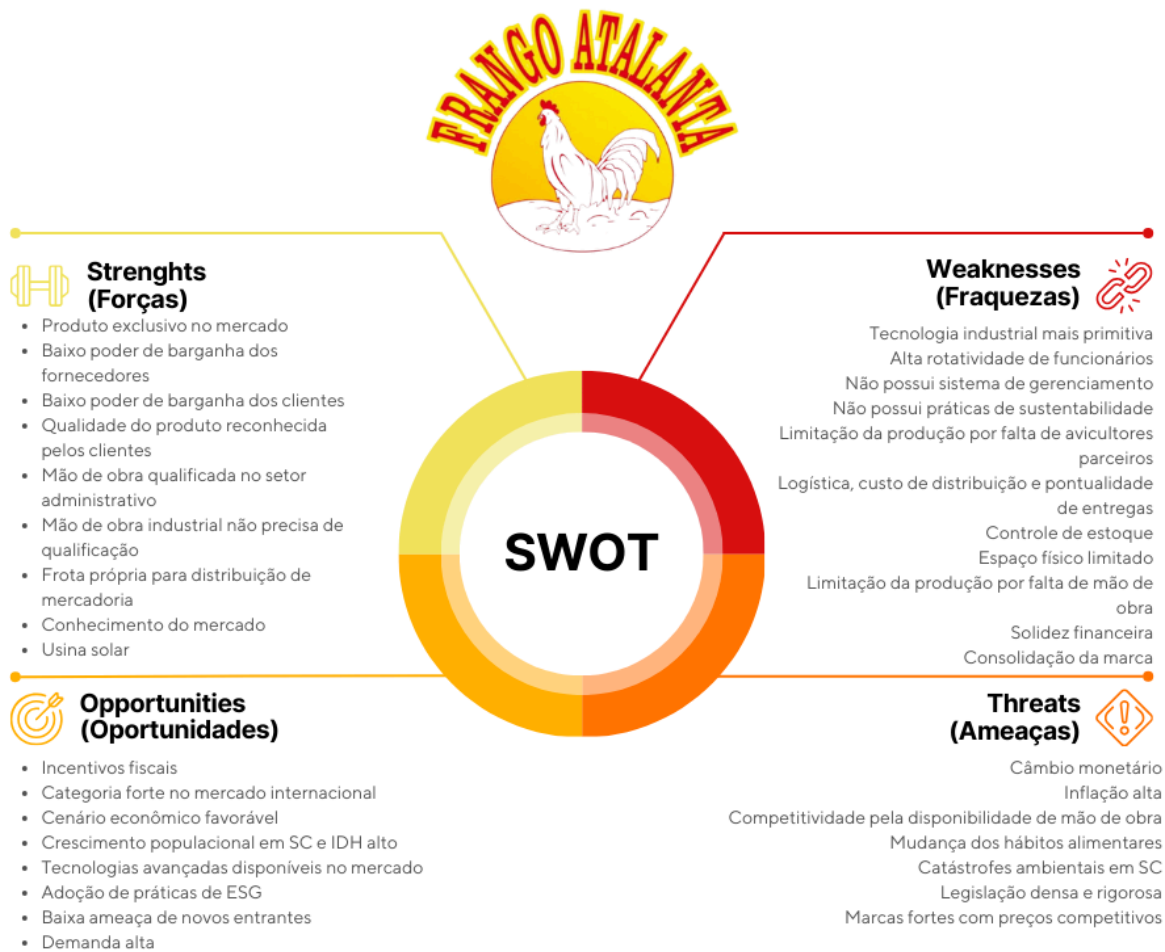 FRANGO ATALANTA
Strenghts
(Forças)
• Produto exclusivo no mercado
• Baixo poder de barganha dos
fornecedores
• Baixo poder de barganha dos clientes
• Qualidade do produto reconhecida
pelos clientes
• Mão de obra qualificada no setor
administrativo
• Mão de obra industrial não precisa de
qualificação
• Frota própria para distribuição de
mercadoria
• Conhecimento do mercado
• Usina solar
Weaknesses
(Fraquezas)
Tecnologia industrial mais primitiva
Alta rotatividade de funcionários
Não possui sistema de gerenciamento
Não possui práticas de sustentabilidade
Limitação da produção por falta de avicultores
parceiros
Logística, custo de distribuição e pontualidade
de entregas
Controle de estoque
Espaço físico limitado
Limitação da produção por falta de mão de
obra
Solidez financeira
Consolidação da marca
SWOT
Opportunities
(Oportunidades)
• Incentivos fiscais
• Categoria forte no mercado internacional
• Cenário econômico favorável
• Crescimento populacional em SC e IDH alto
• Tecnologias avançadas disponíveis no mercado
• Adoção de práticas de ESG
• Baixa ameaça de novos entrantes
• Demanda alta
Threats
(Ameaças)
Câmbio monetário
Inflação alta
Competitividade pela disponibilidade de mão de obra
Mudança dos hábitos alimentares
Catástrofes ambientais em SC
Legislação densa e rigorosa
Marcas fortes com preços competitivos